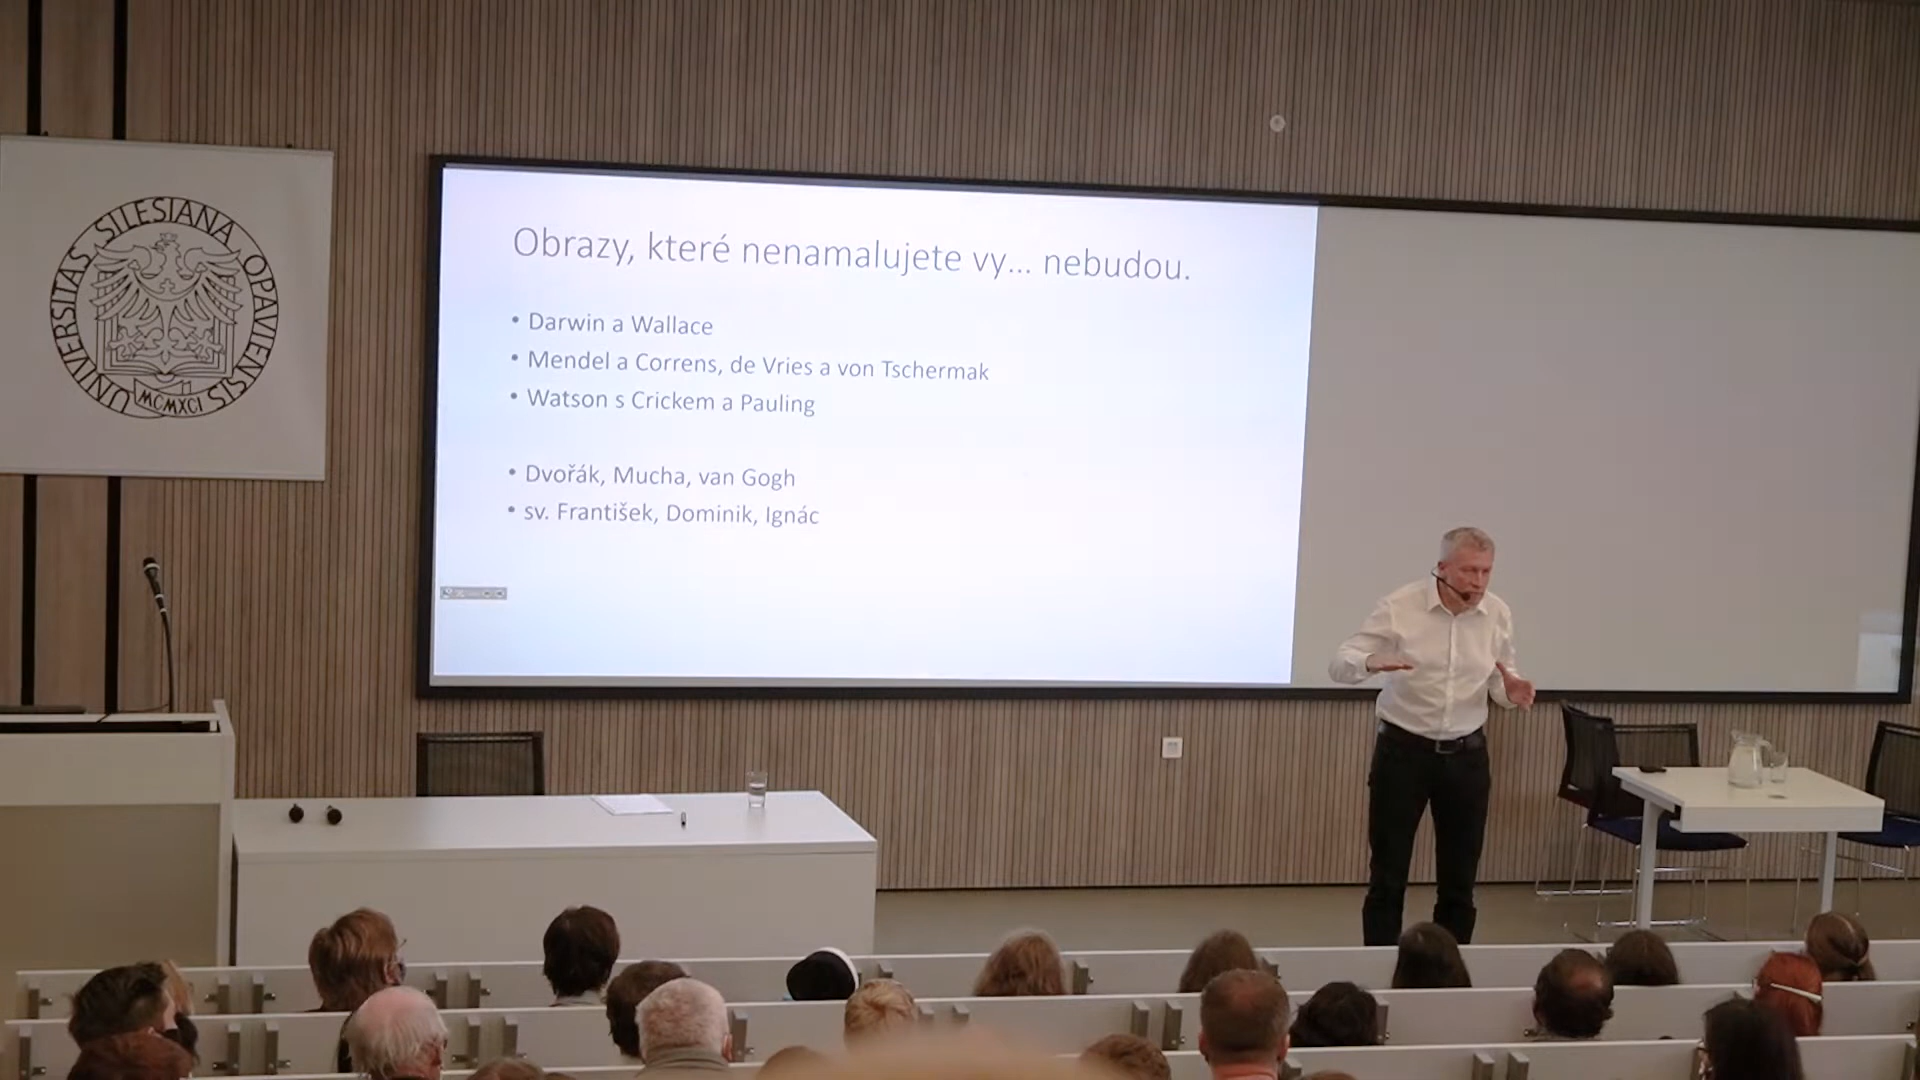 UNIVERSITAS SILESIANA OPAVIENSIS
MCMXCI
Obrazy, které nenamalujete vy... nebudou.
• Darwin a Wallace
• Mendel a Correns, de Vries a von Tschermak
• Watson s Crickem a Pauling
• Dvořák, Mucha, van Gogh
• sv. František, Dominik, Ignác